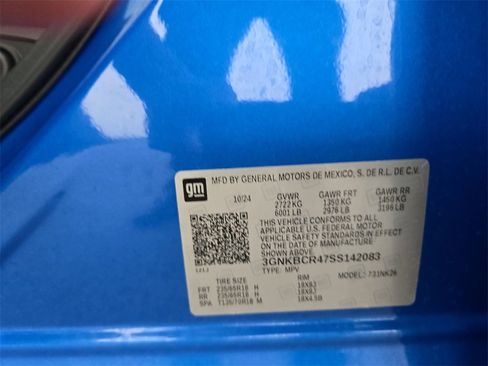 gm
MFD BY GENERAL MOTORS DE MEXICO, S. DE R.L. DE C.V.
10/24 GVWR GAWR FRT GAWR RR
2722 KG 1350 KG 1450 KG
6001 LB 2976 LB 3196 LB
THIS VEHICLE CONFORMS TO ALL
APPLICABLE U.S. FEDERAL MOTOR
VEHICLE SAFETY STANDARDS IN
EFFECT ON THE DATE OF
MANUFACTURE SHOWN ABOVE.
3GNKBCR47SS142083
TYPE: MPV MODEL: 731NK26
TIRE SIZE RIM
FRT 235/65R18 H 18X8J
RR 235/65R18 H 18X8J
SPA T135/70R18 M 18X4.5B